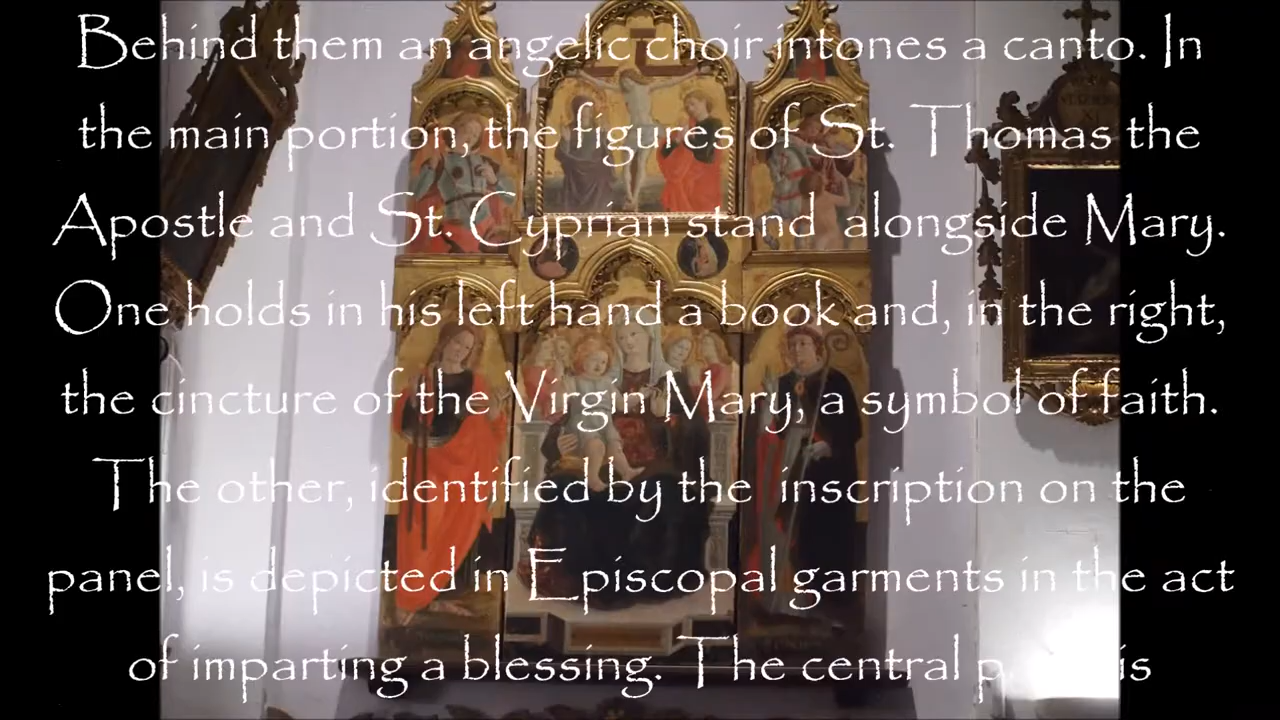 Behind them an angelic choir intones a canto. In
the main portion, the figures of St. Thomas the
Apostle and St. Cyprian stand alongside Mary.
One holds in his left hand a book and, in the right,
the cincture of the Virgin Mary, a symbol of faith.
The other, identified by the inscription on the
panel, is depicted in Episcopal garments in the act
of imparting a blessing. The central is